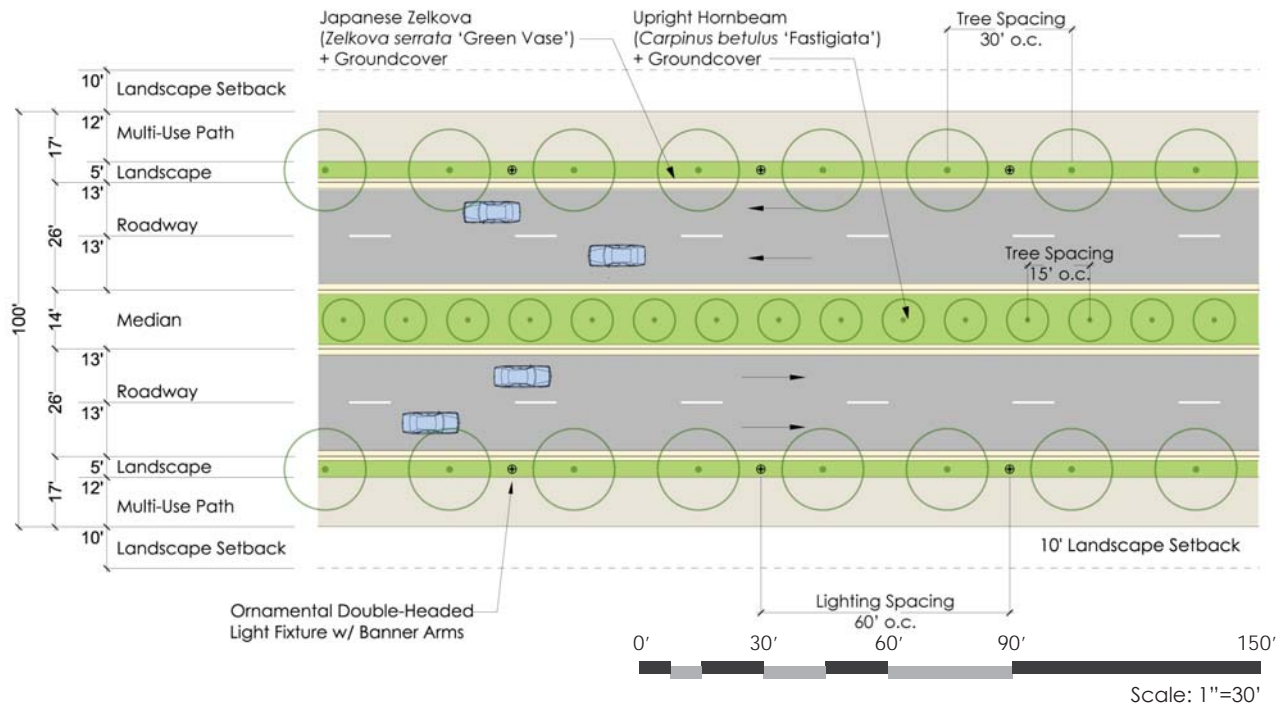 Japanese Zelkova
(Zelkova serrata ‘Green Vase’)
+ Groundcover
Upright Hornbeam
(Carpinus betulus ‘Fastigiata’)
+ Groundcover
Tree Spacing
30’ o.c.
10'
Landscape Setback
12'
Multi-Use Path
17'
5'
Landscape
13'
Roadway
26'
13'
Tree Spacing
15’ o.c.
100'
14'
Median
13'
Roadway
26'
13'
5'
Landscape
17'
12'
Multi-Use Path
10'
Landscape Setback
10' Landscape Setback
Ornamental Double-Headed
Light Fixture w/ Banner Arms
Lighting Spacing
60’ o.c.
0’ 30’ 60’ 90’ 150’
Scale: 1”=30’